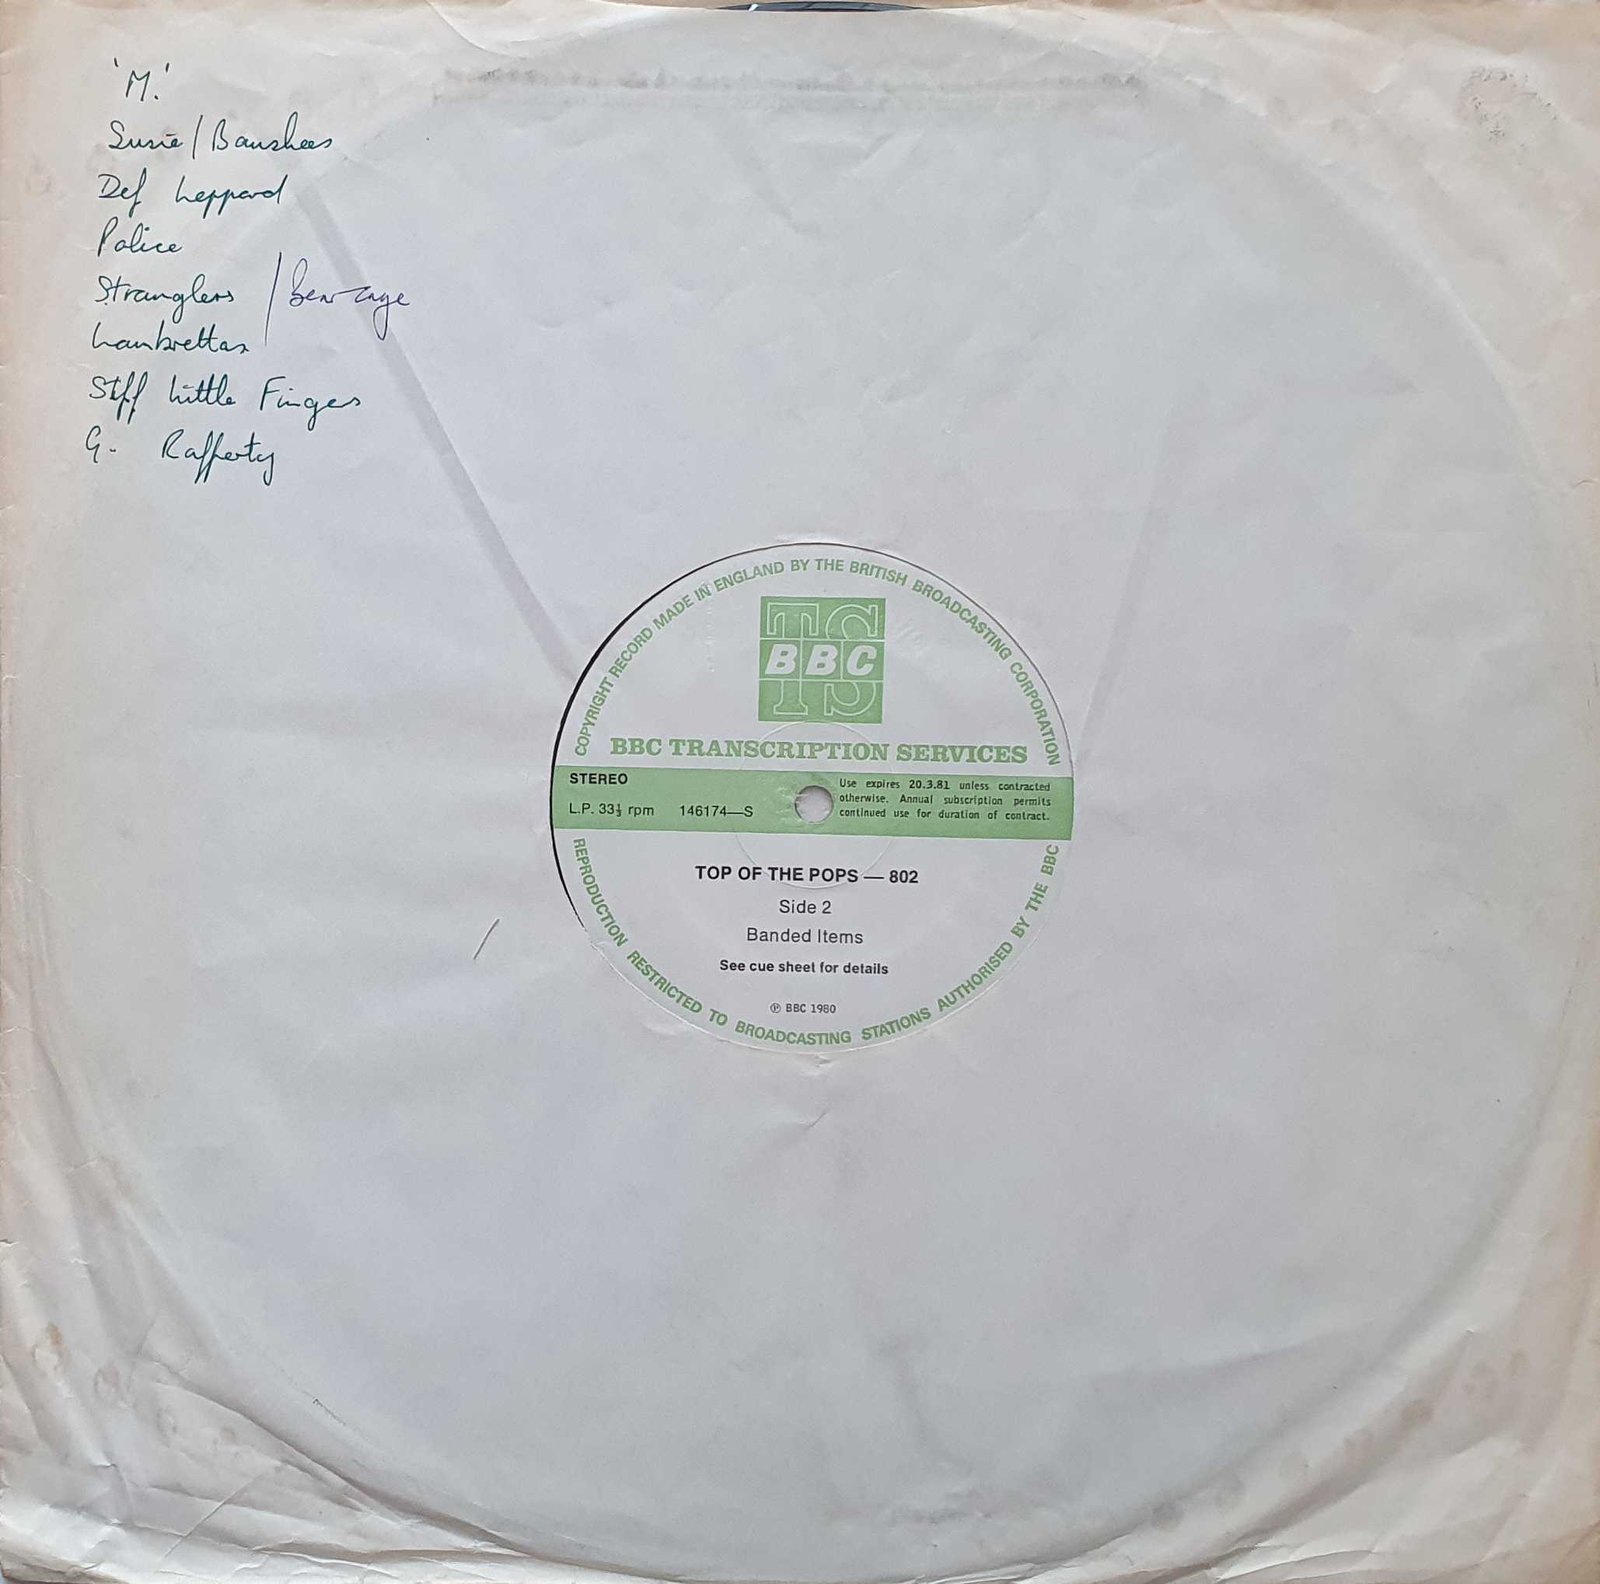 'M.'
Susie / Banshees
Def Leppard
Police
Stranglers /
Lambrettas
Stiff Little Fingers
G. Rafferty
COPYRIGHT RECORD MADE IN ENGLAND BY THE BRITISH BROADCASTING CORPORATION
TS
BBC
BBC TRANSCRIPTION SERVICES
STEREO
L.P. 33⅓ rpm 146174—S
Use expires 20.3.81 unless contracted
otherwise. Annual subscription permits
continued use for duration of contract.
TOP OF THE POPS — 802
Side 2
Banded Items
See cue sheet for details
℗ BBC 1980
REPRODUCTION RESTRICTED TO BROADCASTING STATIONS AUTHORISED BY THE BBC